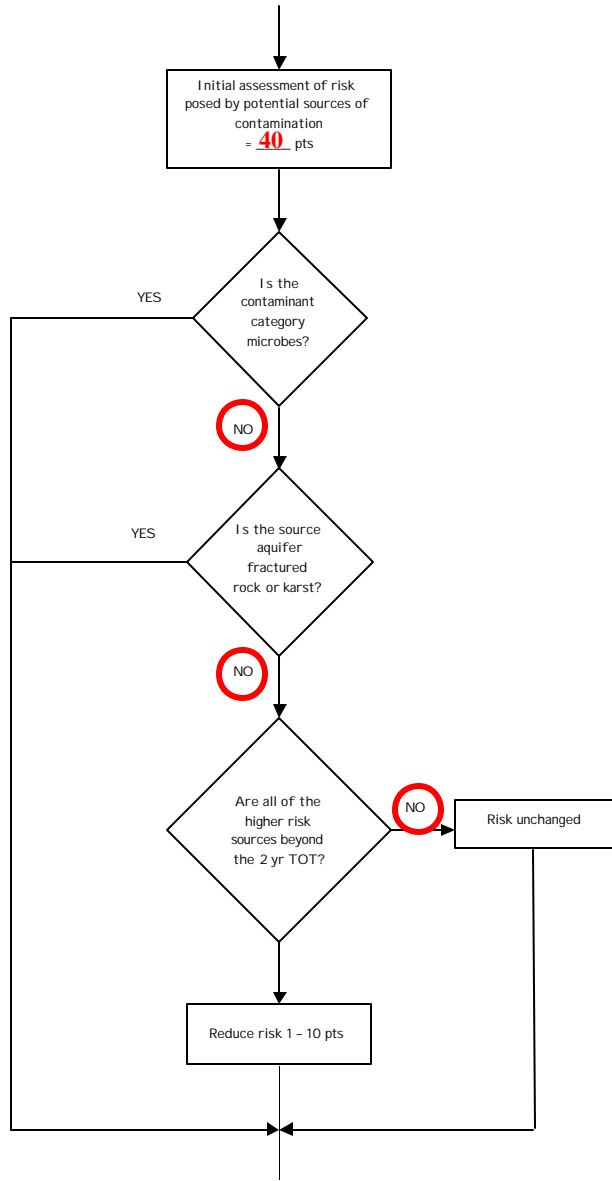 Initial assessment of risk
posed by potential sources of
contamination
= 40 pts
YES
Is the
contaminant
category
microbes?
NO
YES
Is the source
aquifer
fractured
rock or karst?
NO
Are all of the
higher risk
sources beyond
the 2 yr TOT?
NO
Risk unchanged
Reduce risk 1 – 10 pts